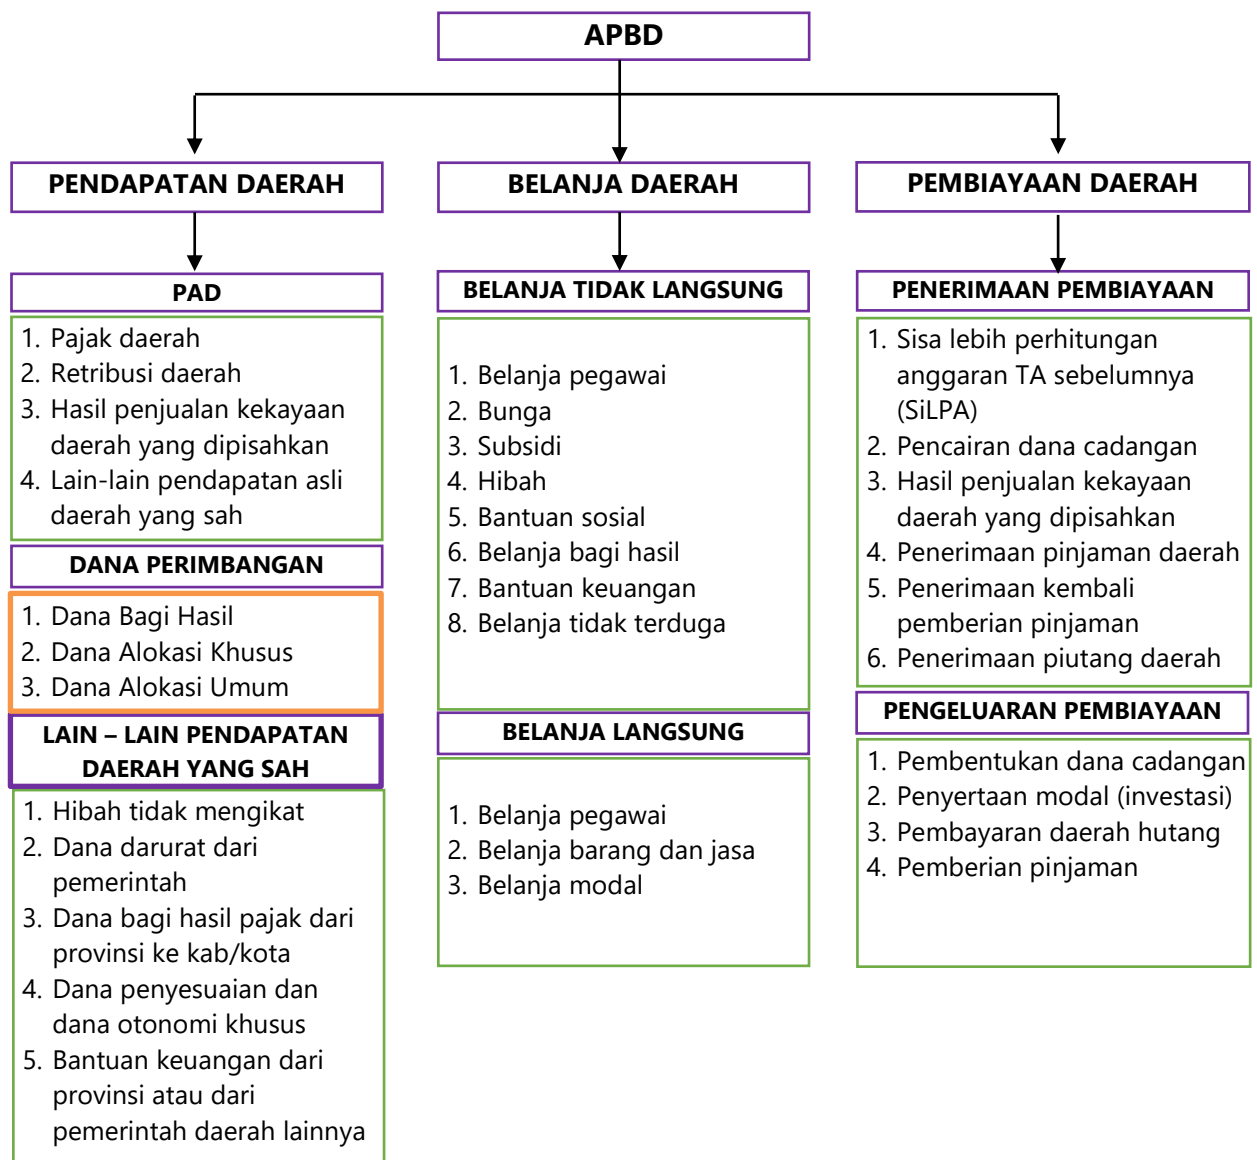 APBD
PENDAPATAN DAERAH
PAD
1. Pajak daerah
2. Retribusi daerah
3. Hasil penjualan kekayaan
daerah yang dipisahkan
4. Lain-lain pendapatan asli
daerah yang sah
DANA PERIMBANGAN
1. Dana Bagi Hasil
2. Dana Alokasi Khusus
3. Dana Alokasi Umum
LAIN – LAIN PENDAPATAN
DAERAH YANG SAH
1. Hibah tidak mengikat
2. Dana darurat dari
pemerintah
3. Dana bagi hasil pajak dari
provinsi ke kab/kota
4. Dana penyesuaian dan
dana otonomi khusus
5. Bantuan keuangan dari
provinsi atau dari
pemerintah daerah lainnya
BELANJA DAERAH
BELANJA TIDAK LANGSUNG
1. Belanja pegawai
2. Bunga
3. Subsidi
4. Hibah
5. Bantuan sosial
6. Belanja bagi hasil
7. Bantuan keuangan
8. Belanja tidak terduga
BELANJA LANGSUNG
1. Belanja pegawai
2. Belanja barang dan jasa
3. Belanja modal
PEMBIAYAAN DAERAH
PENERIMAAN PEMBIAYAAN
1. Sisa lebih perhitungan
anggaran TA sebelumnya
(SiLPA)
2. Pencairan dana cadangan
3. Hasil penjualan kekayaan
daerah yang dipisahkan
4. Penerimaan pinjaman daerah
5. Penerimaan kembali
pemberian pinjaman
6. Penerimaan piutang daerah
PENGELUARAN PEMBIAYAAN
1. Pembentukan dana cadangan
2. Penyertaan modal (investasi)
3. Pembayaran daerah hutang
4. Pemberian pinjaman